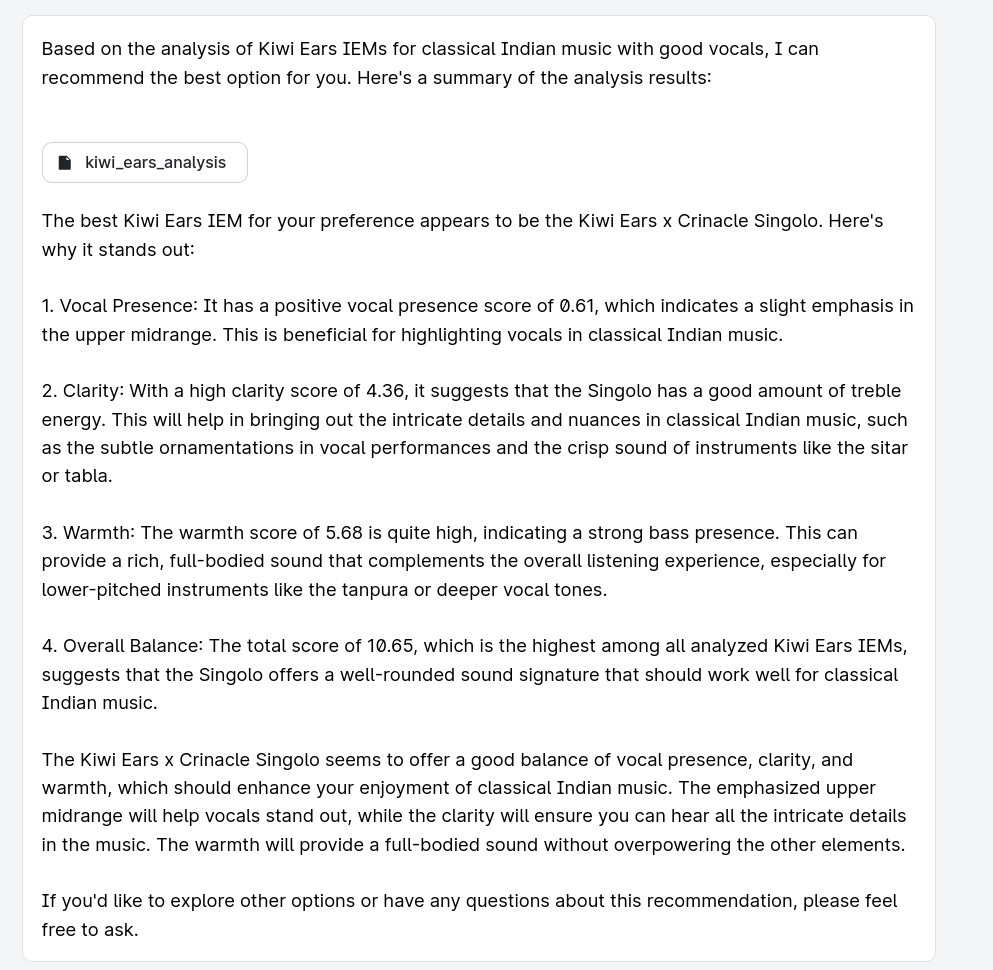 Based on the analysis of Kiwi Ears IEMs for classical Indian music with good vocals, I can
recommend the best option for you. Here's a summary of the analysis results:
kiwi_ears_analysis
The best Kiwi Ears IEM for your preference appears to be the Kiwi Ears x Crinacle Singolo. Here's
why it stands out:
1. Vocal Presence: It has a positive vocal presence score of 0.61, which indicates a slight emphasis in
the upper midrange. This is beneficial for highlighting vocals in classical Indian music.
2. Clarity: With a high clarity score of 4.36, it suggests that the Singolo has a good amount of treble
energy. This will help in bringing out the intricate details and nuances in classical Indian music, such
as the subtle ornamentations in vocal performances and the crisp sound of instruments like the sitar
or tabla.
3. Warmth: The warmth score of 5.68 is quite high, indicating a strong bass presence. This can
provide a rich, full-bodied sound that complements the overall listening experience, especially for
lower-pitched instruments like the tanpura or deeper vocal tones.
4. Overall Balance: The total score of 10.65, which is the highest among all analyzed Kiwi Ears IEMs,
suggests that the Singolo offers a well-rounded sound signature that should work well for classical
Indian music.
The Kiwi Ears x Crinacle Singolo seems to offer a good balance of vocal presence, clarity, and
warmth, which should enhance your enjoyment of classical Indian music. The emphasized upper
midrange will help vocals stand out, while the clarity will ensure you can hear all the intricate details
in the music. The warmth will provide a full-bodied sound without overpowering the other elements.
If you'd like to explore other options or have any questions about this recommendation, please feel
free to ask.